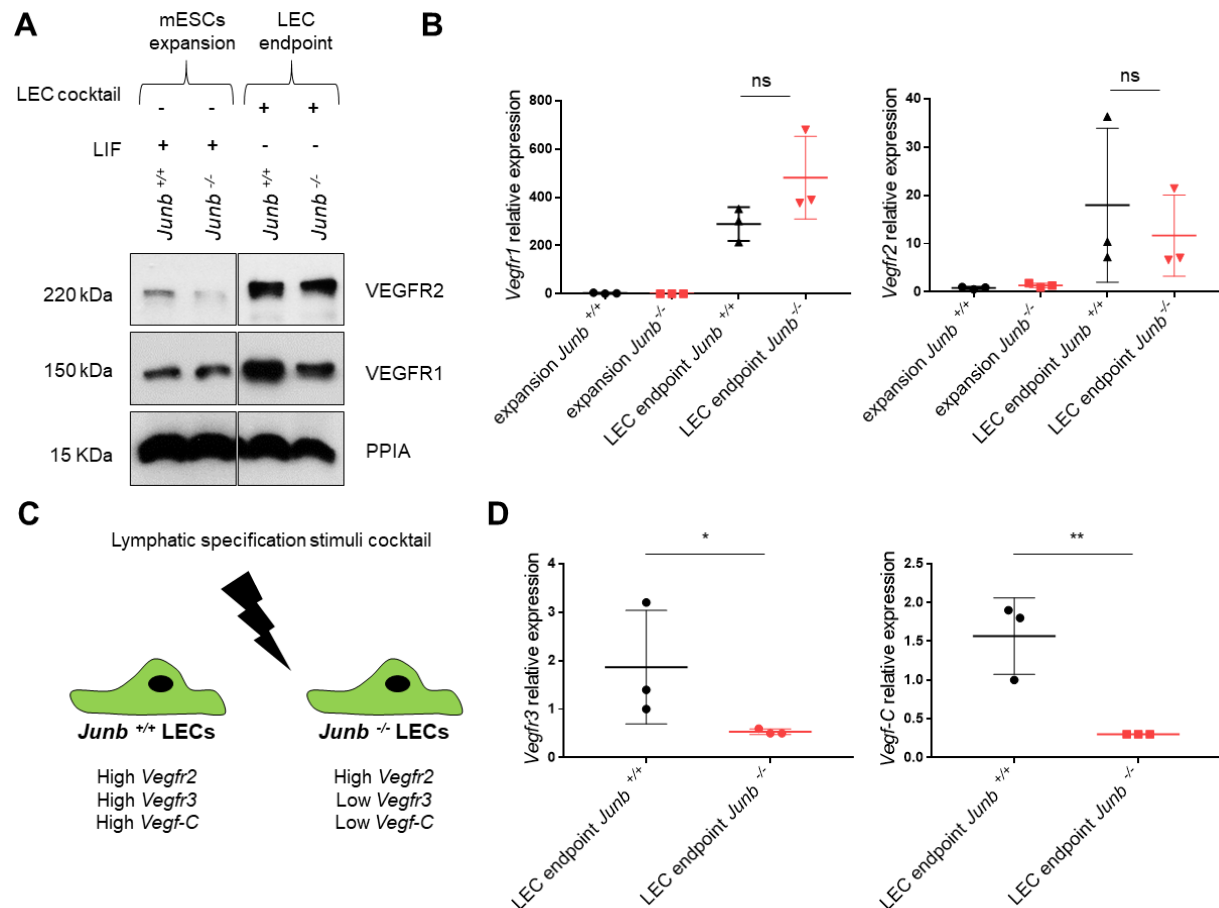 A
mESCs expansion
LEC endpoint
LEC cocktail - - + +
LIF + + - -
Junb +/+ Junb -/- Junb +/+ Junb -/-
220 kDa VEGFR2
150 kDa VEGFR1
15 KDa PPIA
B
ns
Vegfr1 relative expression
800
600
400
200
0
expansion Junb +/+
expansion Junb -/-
LEC endpoint Junb +/+
LEC endpoint Junb -/-
ns
Vegfr2 relative expression
40
30
20
10
0
expansion Junb +/+
expansion Junb -/-
LEC endpoint Junb +/+
LEC endpoint Junb -/-
C
Lymphatic specification stimuli cocktail
Junb +/+ LECs
High Vegfr2
High Vegfr3
High Vegf-C
Junb -/- LECs
High Vegfr2
Low Vegfr3
Low Vegf-C
D
*
Vegfr3 relative expression
4
3
2
1
0
LEC endpoint Junb +/+
LEC endpoint Junb -/-
**
Vegf-C relative expression
2.5
2.0
1.5
1.0
0.5
0.0
LEC endpoint Junb +/+
LEC endpoint Junb -/-